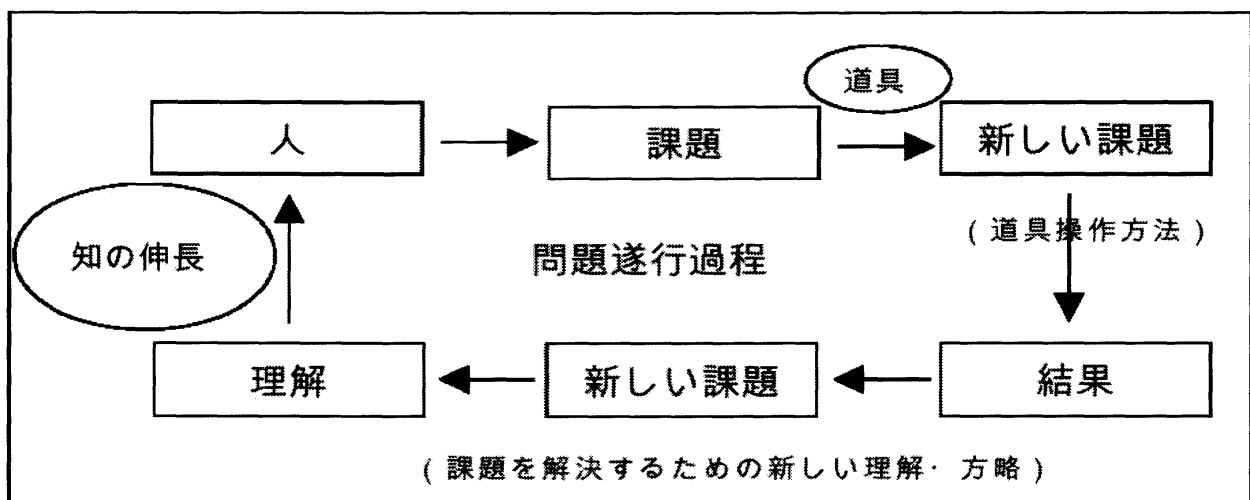 道具
人
課題
新しい課題
(道具操作方法)
知の伸長
問題遂行過程
理解
新しい課題
結果
(課題を解決するための新しい理解・方略)